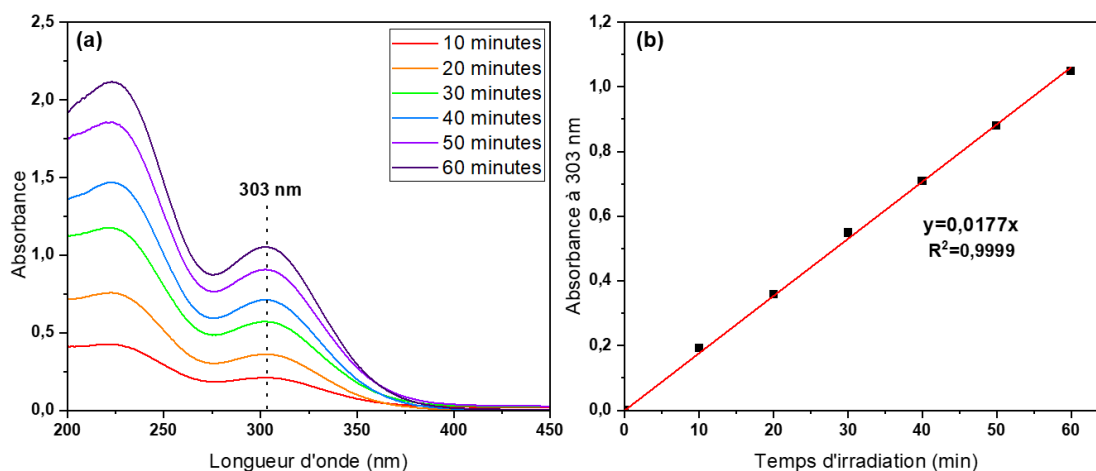 (a)
2,5
2,0
1,5
1,0
0,5
0,0
Absorbance
10 minutes
20 minutes
30 minutes
40 minutes
50 minutes
60 minutes
303 nm
200 250 300 350 400 450
Longueur d'onde (nm)
(b)
1,2
1,0
0,8
0,6
0,4
0,2
0,0
Absorbance à 303 nm
y=0,0177x
R²=0,9999
0 10 20 30 40 50 60
Temps d'irradiation (min)